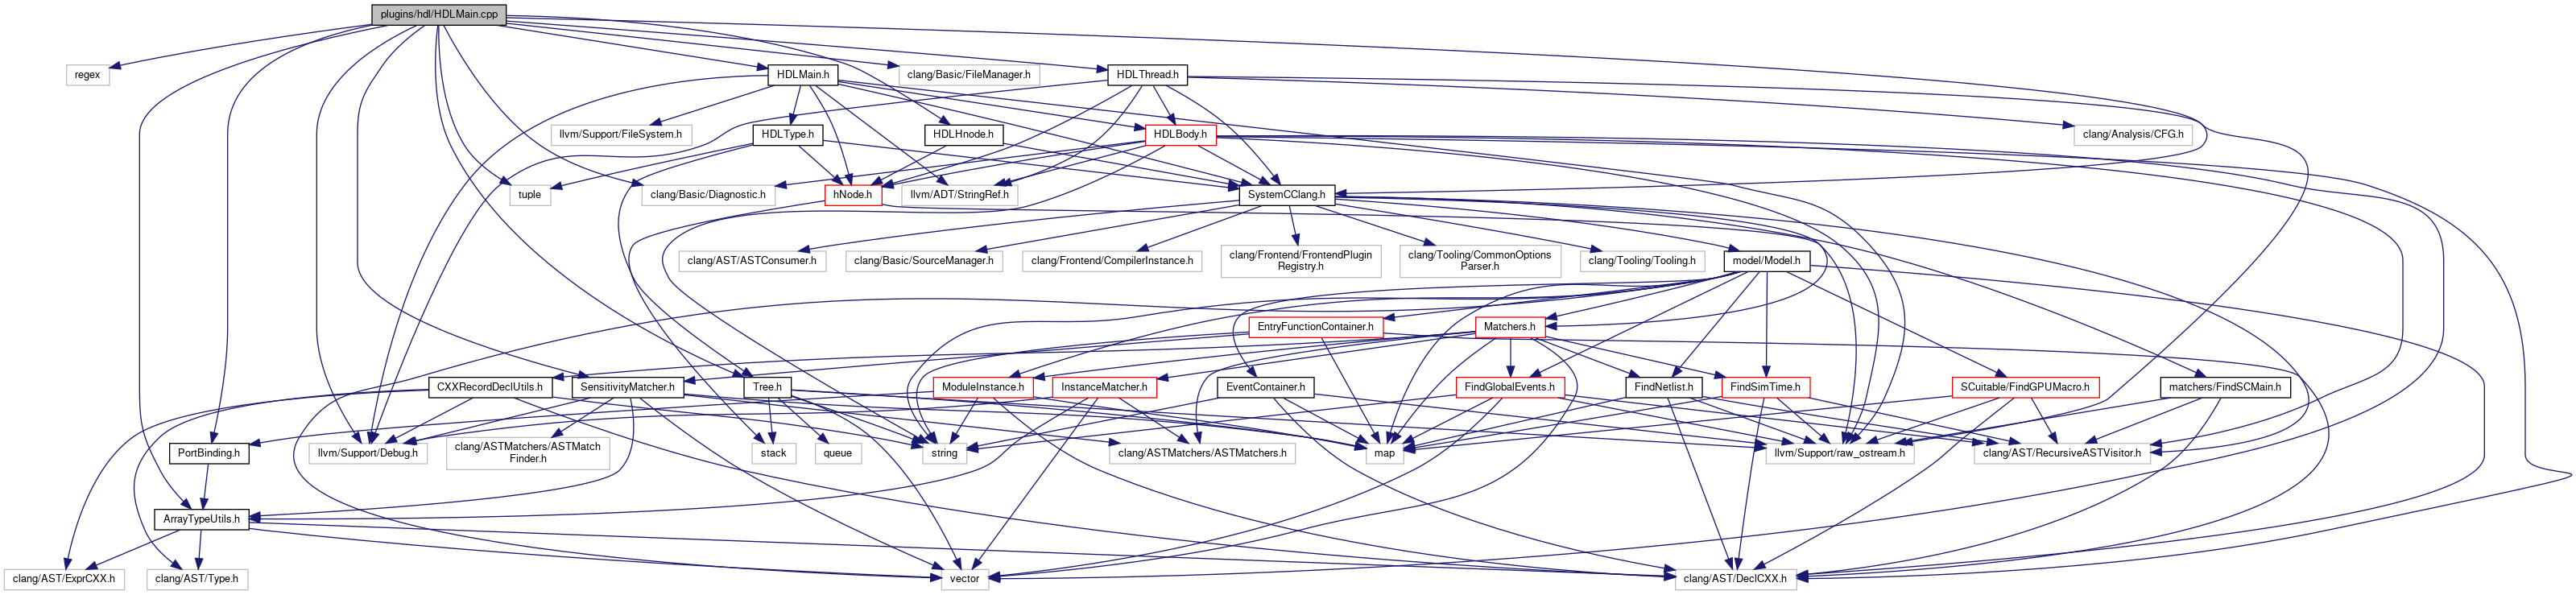 plugins/hdl/HDLMain.cpp
regex
HDLMain.h
clang/Basic/FileManager.h
HDLThread.h
llvm/Support/FileSystem.h
HDLType.h
HDLHnode.h
HDLBody.h
clang/Analysis/CFG.h
tuple
clang/Basic/Diagnostic.h
hNode.h
llvm/ADT/StringRef.h
SystemCClang.h
clang/AST/ASTConsumer.h
clang/Basic/SourceManager.h
clang/Frontend/CompilerInstance.h
clang/Frontend/FrontendPlugin
Registry.h
clang/Tooling/CommonOptions
Parser.h
clang/Tooling/Tooling.h
model/Model.h
EntryFunctionContainer.h
Matchers.h
CXXRecordDeclUtils.h
SensitivityMatcher.h
Tree.h
ModuleInstance.h
InstanceMatcher.h
EventContainer.h
FindGlobalEvents.h
FindNetlist.h
FindSimTime.h
SCuitable/FindGPUMacro.h
matchers/FindSCMain.h
PortBinding.h
llvm/Support/Debug.h
clang/ASTMatchers/ASTMatch
Finder.h
stack
queue
string
clang/ASTMatchers/ASTMatchers.h
map
llvm/Support/raw_ostream.h
clang/AST/RecursiveASTVisitor.h
ArrayTypeUtils.h
clang/AST/ExprCXX.h
clang/AST/Type.h
vector
clang/AST/DeclCXX.h